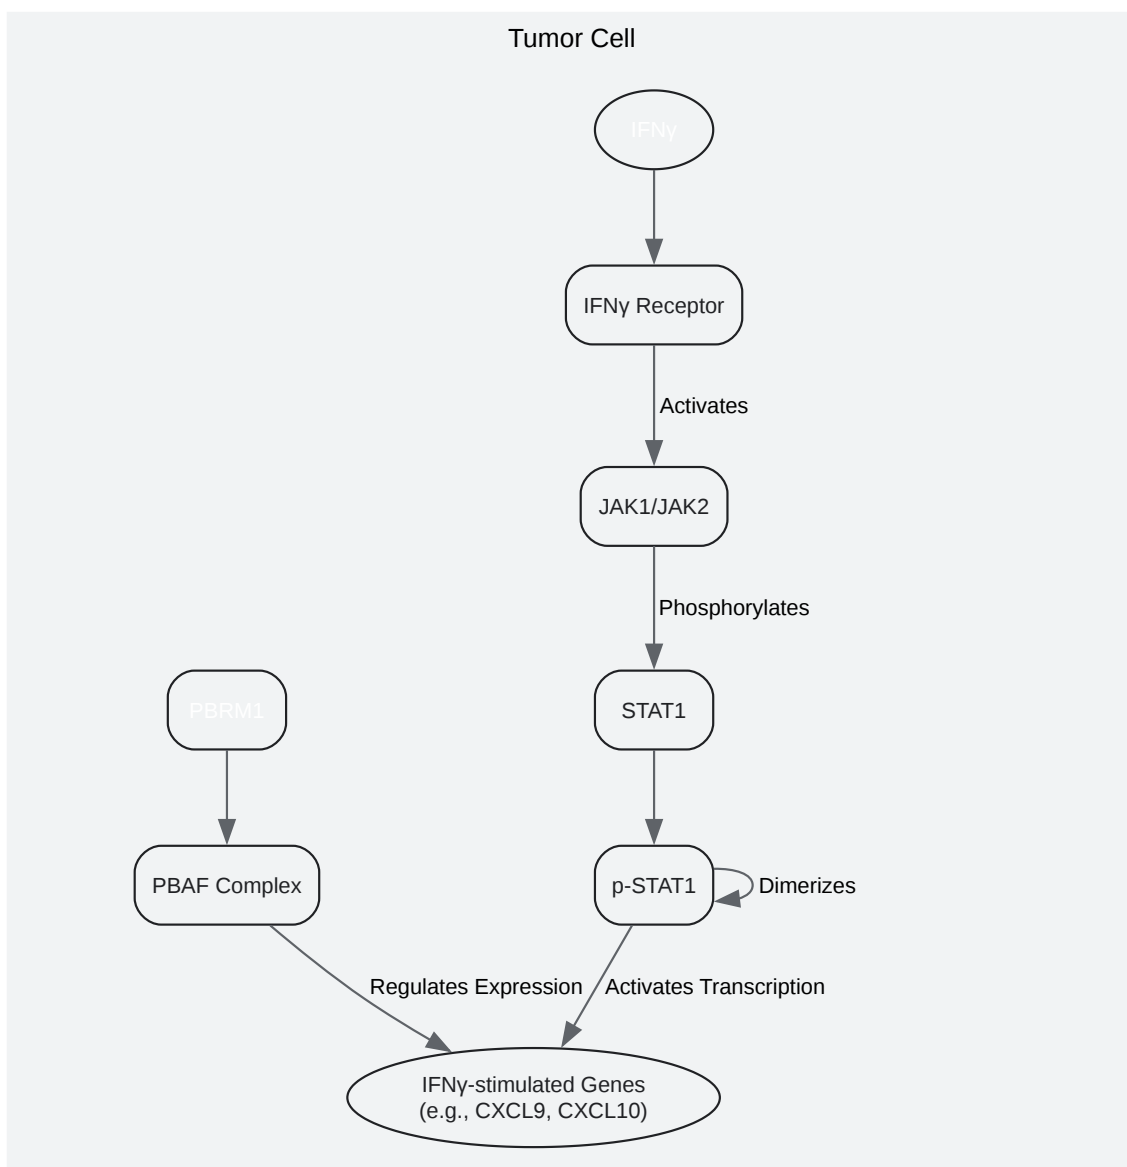 Tumor Cell
IFNγ
IFNγ Receptor
Activates
JAK1/JAK2
Phosphorylates
PBRM1
STAT1
PBAF Complex
p-STAT1
Dimerizes
Regulates Expression
Activates Transcription
IFNγ-stimulated Genes
(e.g., CXCL9, CXCL10)